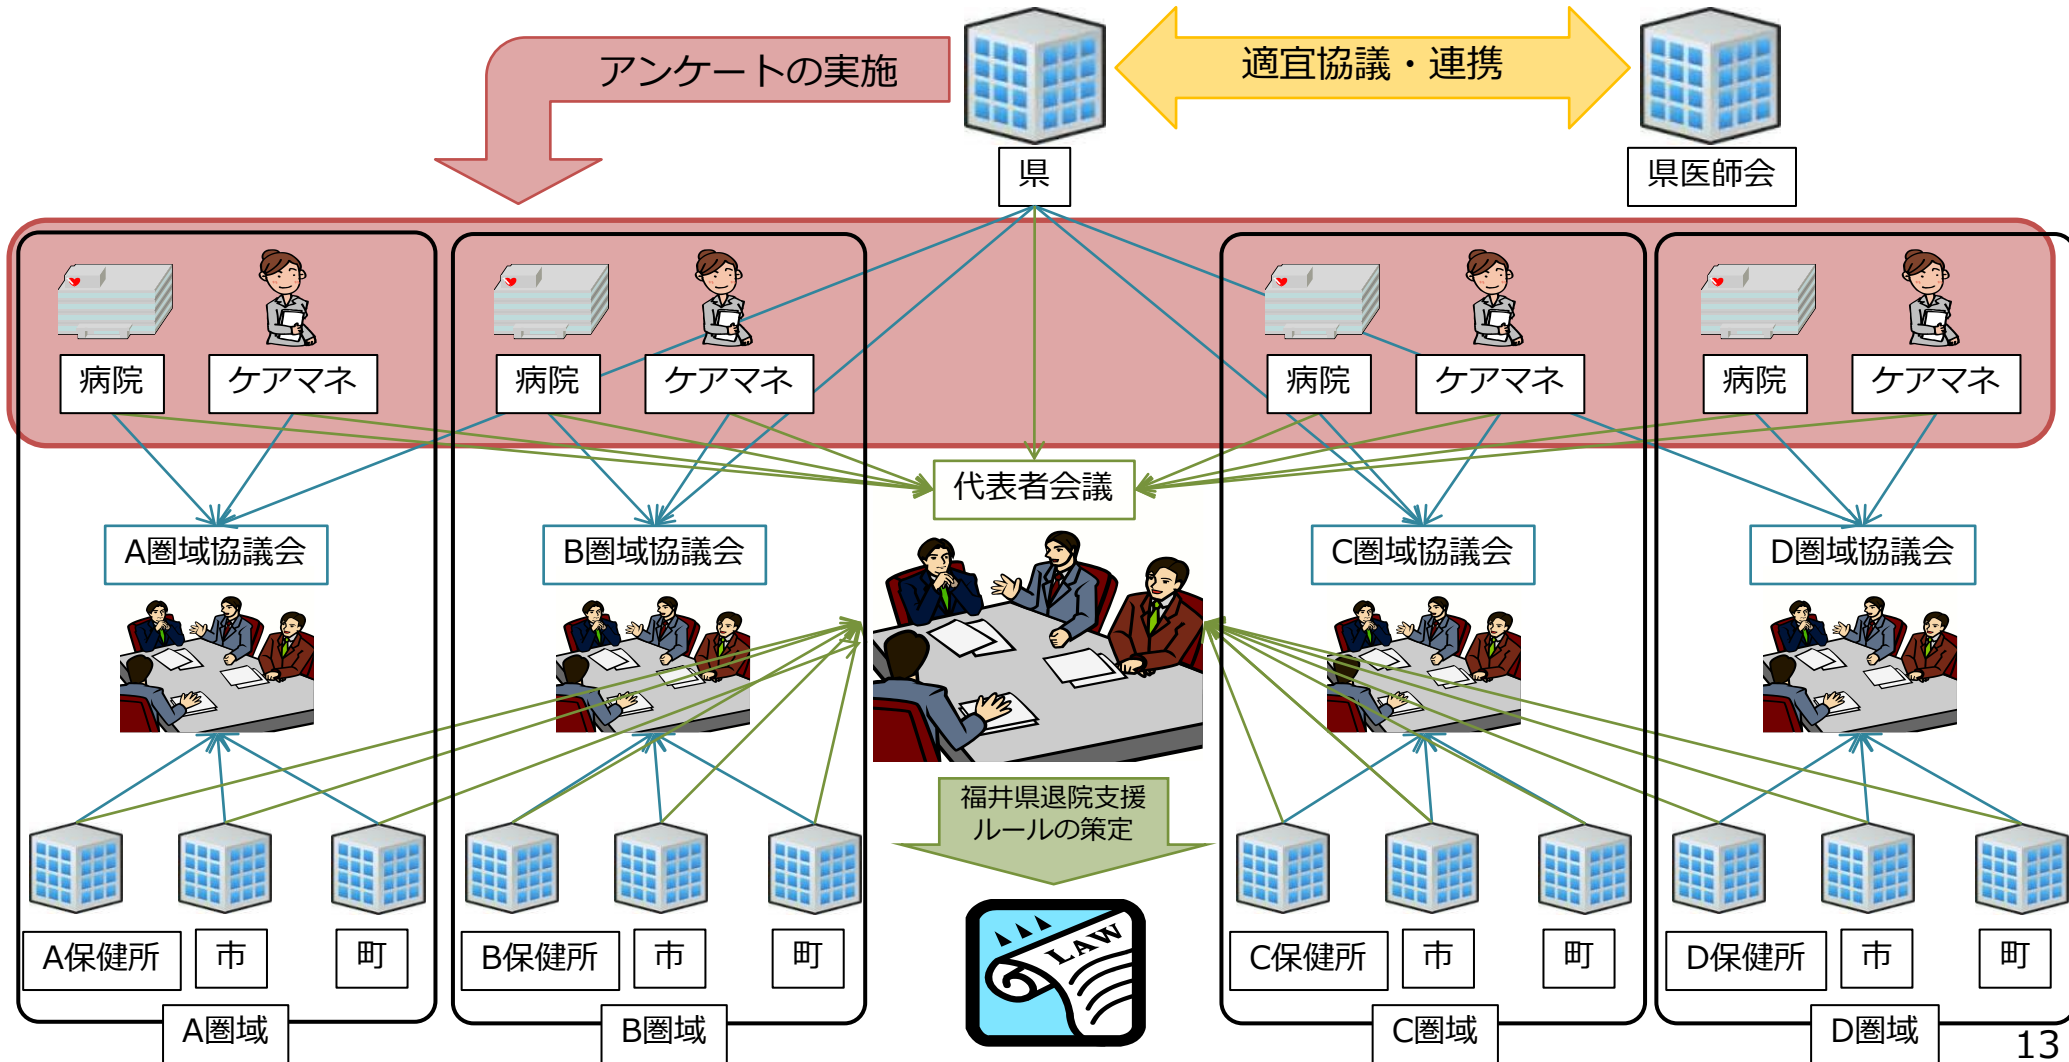 アンケートの実施
適宜協議・連携
県
県医師会
病院
ケアマネ
病院
ケアマネ
病院
ケアマネ
病院
ケアマネ
代表者会議
A圏域協議会
B圏域協議会
C圏域協議会
D圏域協議会
福井県退院支援
ルールの策定
LAW
A保健所
市
町
B保健所
市
町
C保健所
市
町
D保健所
市
町
A圏域
B圏域
C圏域
D圏域
13